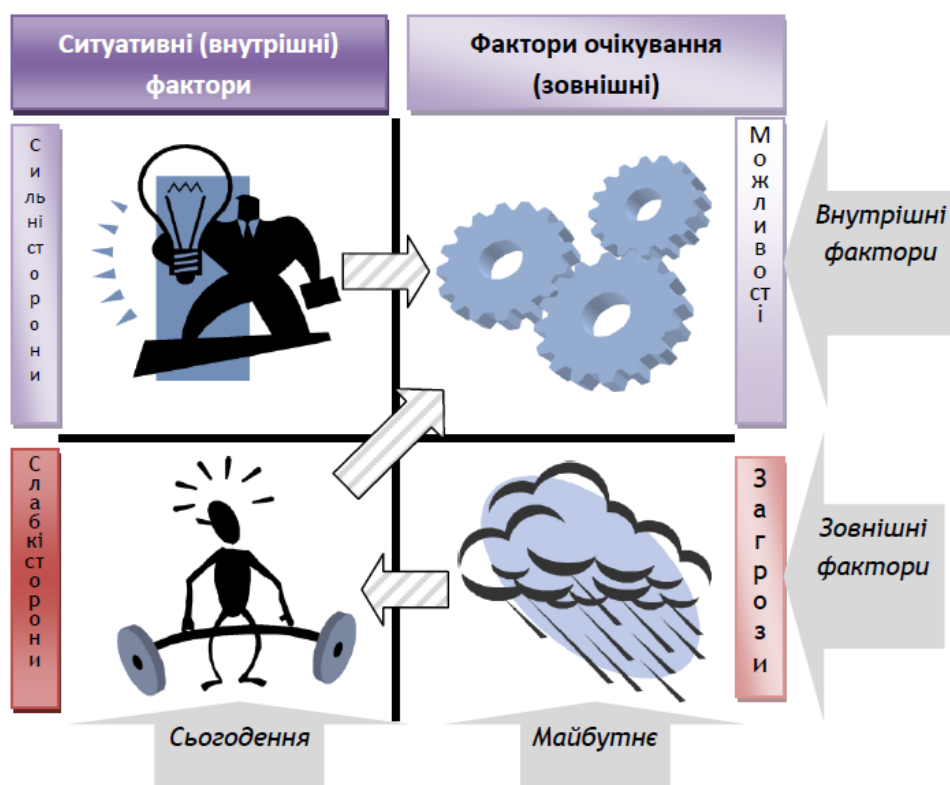 Ситуативні (внутрішні)
фактори
Фактори очікування
(зовнішні)
Сильні сторони
Можливості
Внутрішні
фактори
Слабкі сторони
Загрози
Зовнішні
фактори
Сьогодення
Майбутнє